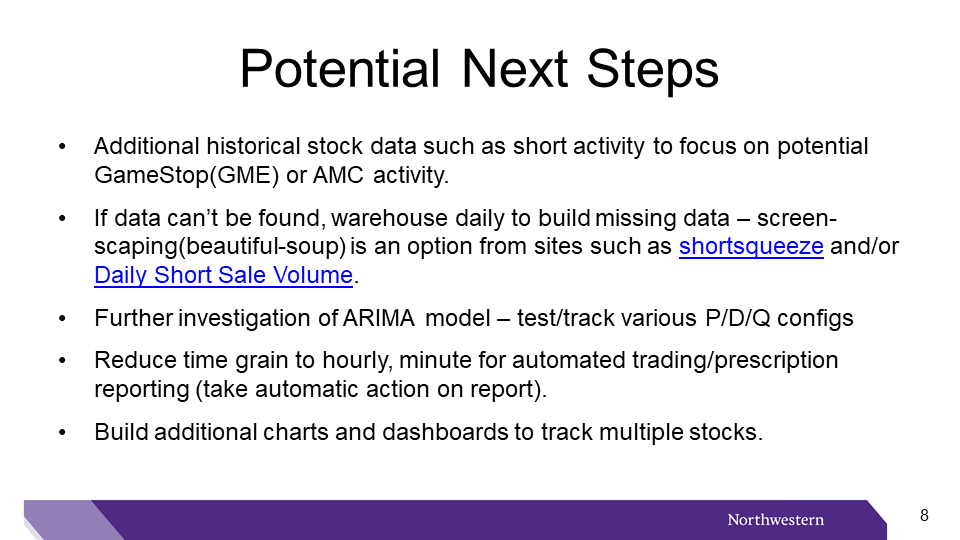 Potential Next Steps
• Additional historical stock data such as short activity to focus on potential
GameStop(GME) or AMC activity.
• If data can’t be found, warehouse daily to build missing data – screen-
scaping(beautiful-soup) is an option from sites such as shortsqueeze and/or
Daily Short Sale Volume.
• Further investigation of ARIMA model – test/track various P/D/Q configs
• Reduce time grain to hourly, minute for automated trading/prescription
reporting (take automatic action on report).
• Build additional charts and dashboards to track multiple stocks.
Northwestern
8